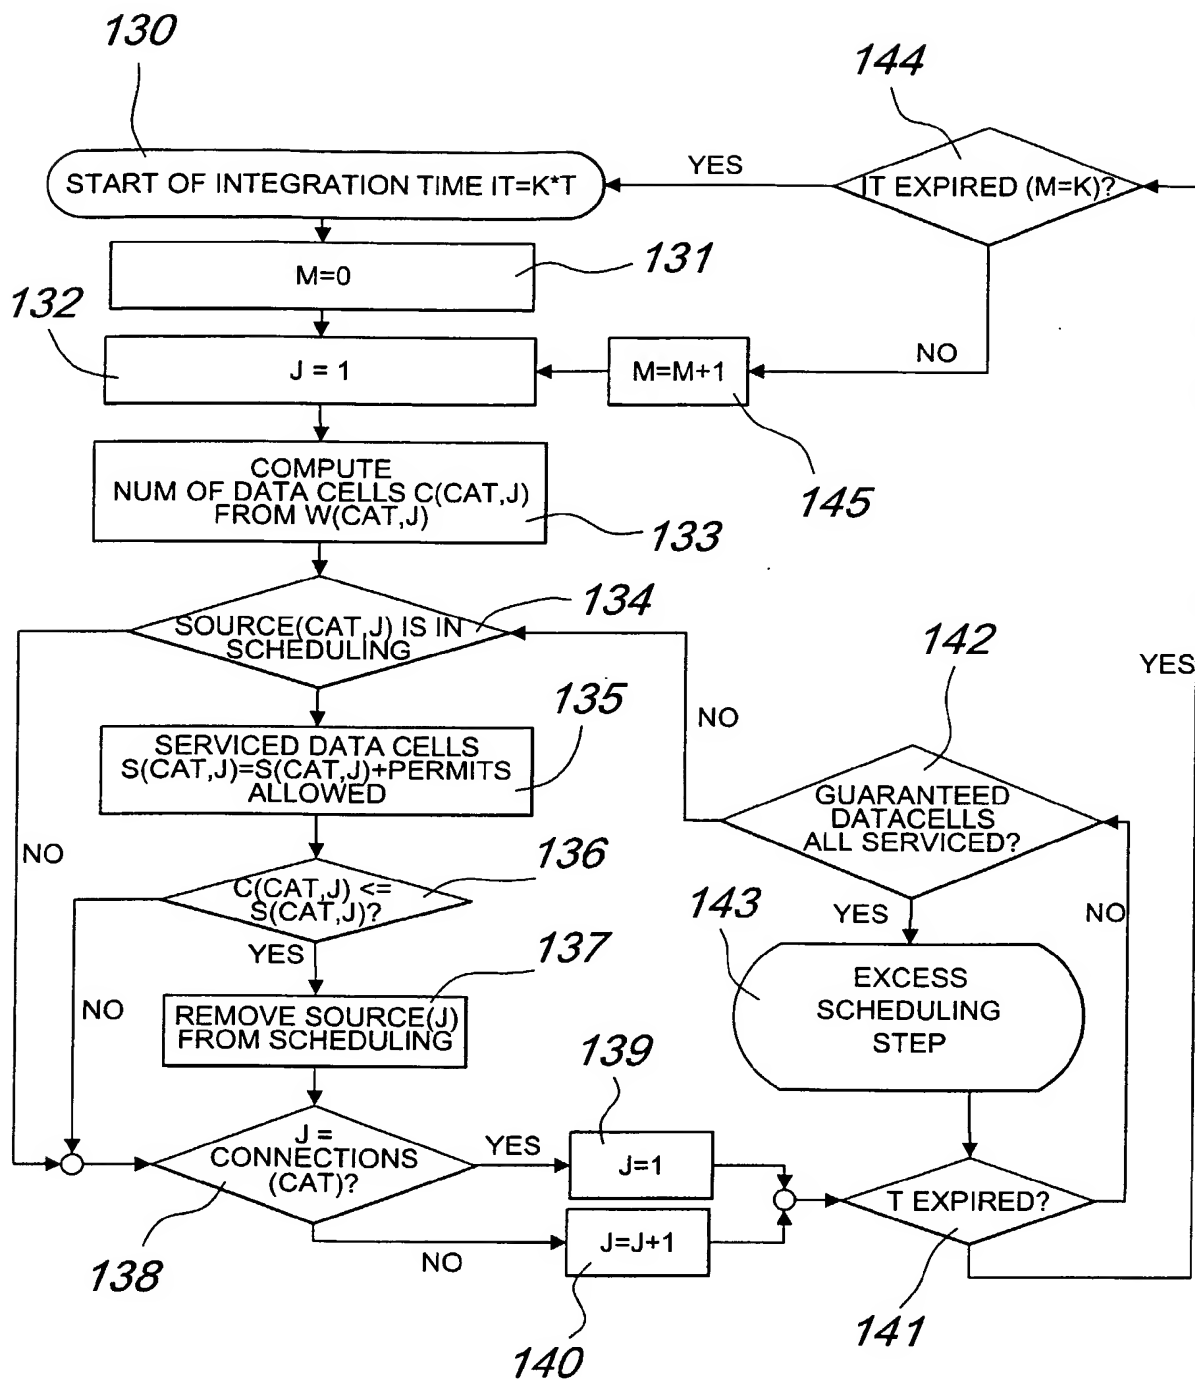 130
144
START OF INTEGRATION TIME IT=K*T
YES
IT EXPIRED (M=K)?
131
M=0
132
J = 1
M=M+1
NO
145
COMPUTE
NUM OF DATA CELLS C(CAT,J)
FROM W(CAT,J)
133
134
SOURCE(CAT,J) IS IN
SCHEDULING
142
YES
135
NO
SERVICED DATA CELLS
S(CAT,J)=S(CAT,J)+PERMITS
ALLOWED
GUARANTEED
DATACELLS
ALL SERVICED?
NO
136
C(CAT,J) <=
S(CAT,J)?
143
YES
NO
YES
137
NO
REMOVE SOURCE(J)
FROM SCHEDULING
EXCESS
SCHEDULING
STEP
139
J =
CONNECTIONS
(CAT)?
YES
J=1
T EXPIRED?
138
NO
J=J+1
141
140